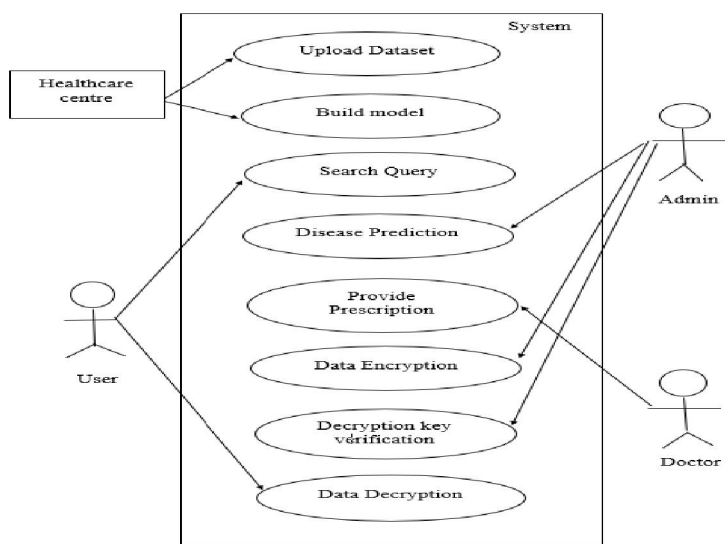 System
Upload Dataset
Healthcare
centre
Build model
Search Query
Admin
Disease Prediction
Provide
Prescription
User
Data Encryption
Decryption key
verification
Doctor
Data Decryption